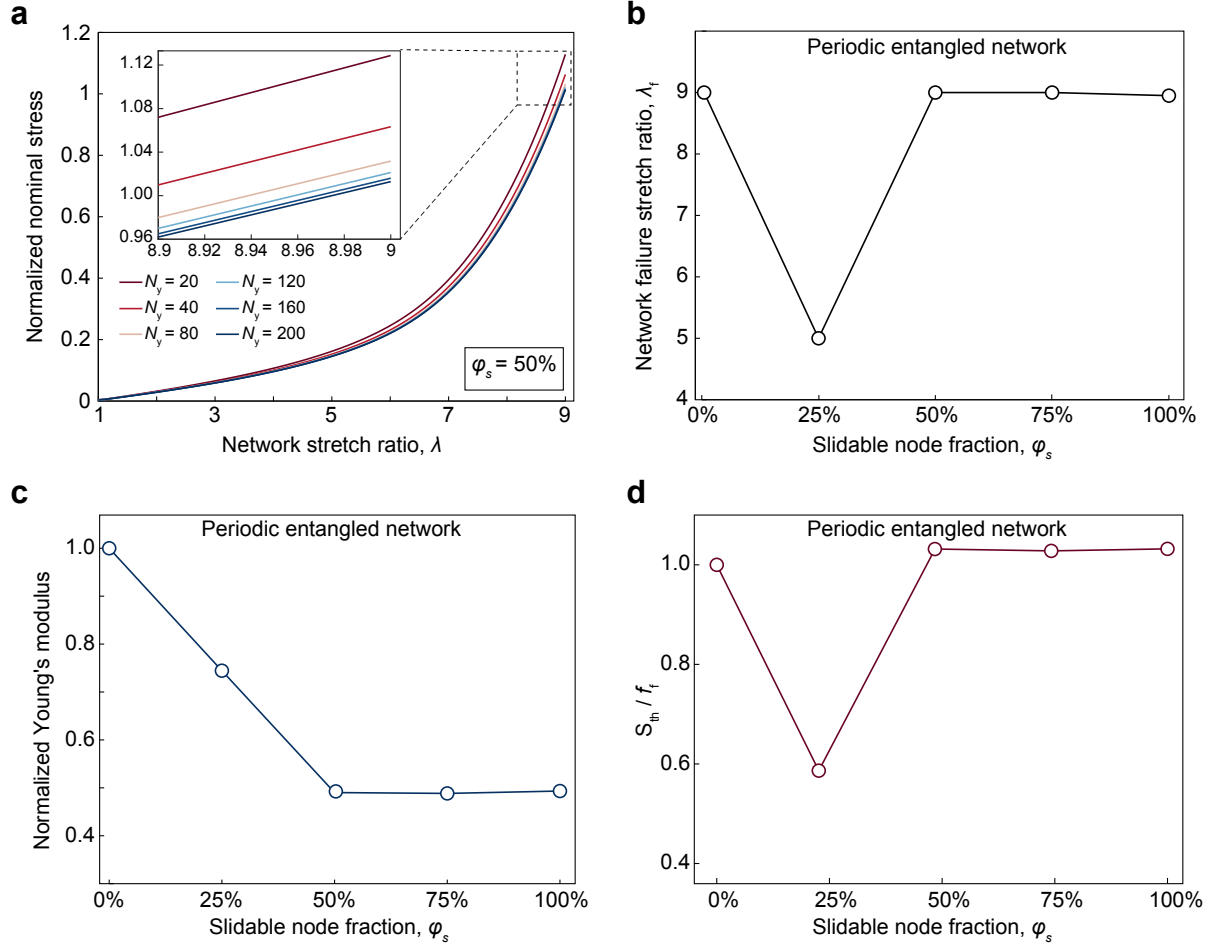 a
1.2
1
0.8
0.6
0.4
0.2
0
Normalized nominal stress
1.12
1.08
1.04
1.00
0.96
8.9
8.92
8.94
8.96
8.98
9
N_y = 20
N_y = 120
N_y = 40
N_y = 160
N_y = 80
N_y = 200
φ_s = 50%
1
3
5
7
9
Network stretch ratio, λ
b
Periodic entangled network
9
8
9
7
6
5
4
Network failure stretch ratio, λ_f
0%
25%
50%
75%
100%
Slidable node fraction, φ_s
c
Periodic entangled network
1.0
0.8
0.6
0.4
Normalized Young's modulus
0%
25%
50%
75%
100%
Slidable node fraction, φ_s
d
Periodic entangled network
1.0
0.8
0.6
0.4
S_th / f_f
0%
25%
50%
75%
100%
Slidable node fraction, φ_s